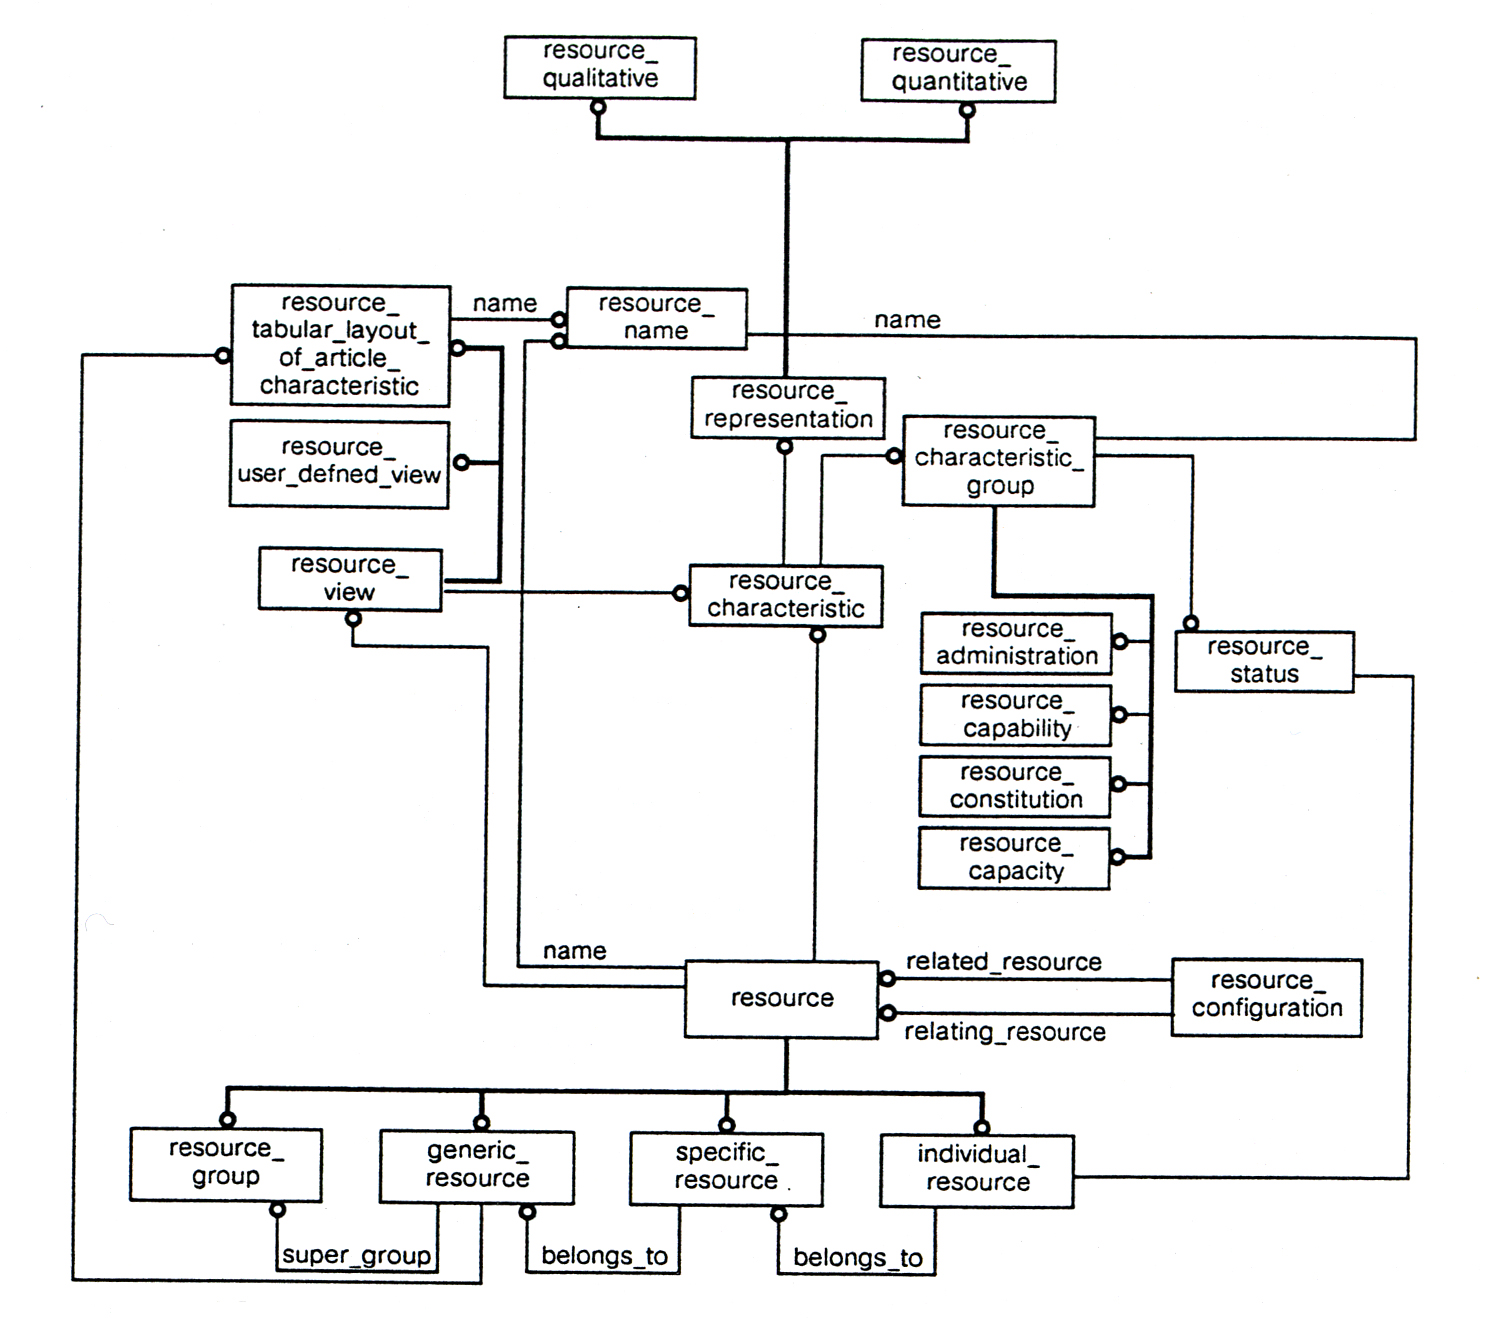 resource_
qualitative
resource_
quantitative
resource_
tabular_layout_
of_article_
characteristic
name
resource_
name
name
resource_
representation
resource_
characteristic_
group
resource_
user_defned_view
resource_
view
resource_
characteristic
resource_
administration
resource_
status
resource_
capability
resource_
constitution
resource_
capacity
name
resource
related_resource
relating_resource
resource_
configuration
resource_
group
generic_
resource
specific_
resource
individual_
resource
super_group
belongs_to
belongs_to